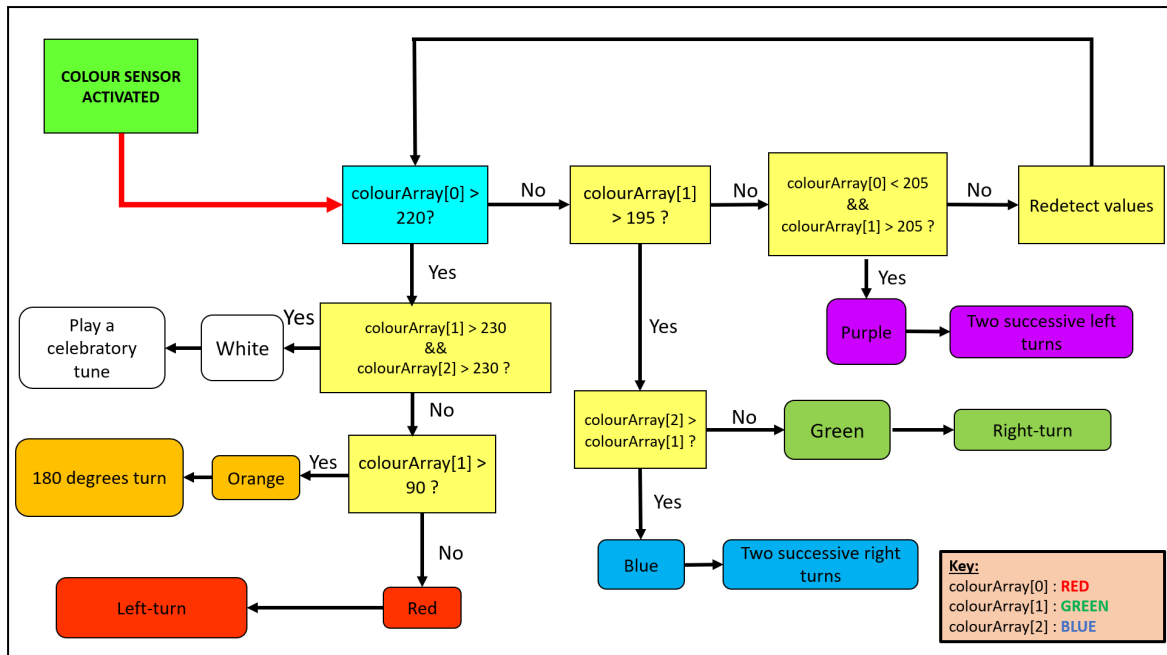 COLOUR SENSOR
ACTIVATED
colourArray[0] >
220?
No
colourArray[1]
> 195 ?
No
colourArray[0] < 205
&&
colourArray[1] > 205 ?
No
Redetect values
Yes
Yes
Yes
Purple
Two successive left
turns
Play a
celebratory
tune
White
Yes
colourArray[1] > 230
&&
colourArray[2] > 230 ?
No
colourArray[2] >
colourArray[1] ?
No
Green
Right-turn
180 degrees turn
Orange
Yes
colourArray[1] >
90 ?
Yes
No
Blue
Two successive right
turns
Left-turn
Red
Key:
colourArray[0] : RED
colourArray[1] : GREEN
colourArray[2] : BLUE